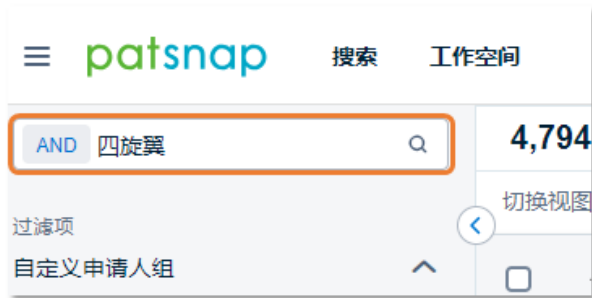 patsnap 搜索 工作空间
AND 四旋翼
4,794
切换视图
过滤项
自定义申请人组